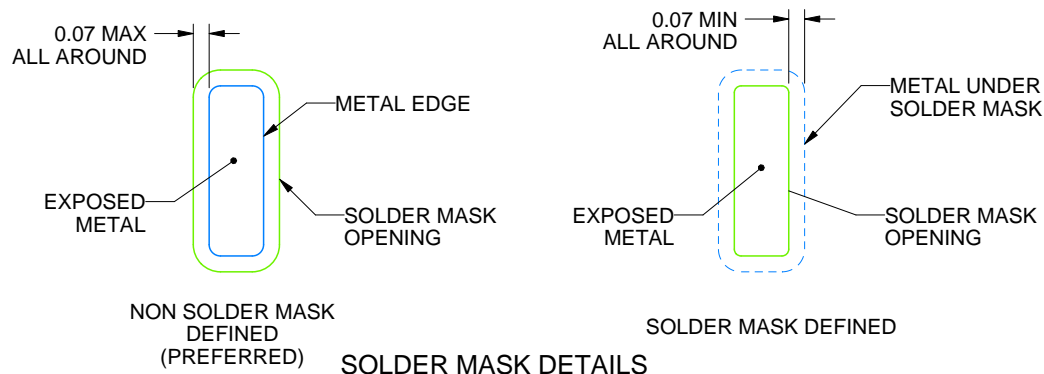 0.07 MAX
ALL AROUND
METAL EDGE
EXPOSED
METAL
SOLDER MASK
OPENING
NON SOLDER MASK
DEFINED
(PREFERRED)
0.07 MIN
ALL AROUND
METAL UNDER
SOLDER MASK
EXPOSED
METAL
SOLDER MASK
OPENING
SOLDER MASK DEFINED
SOLDER MASK DETAILS